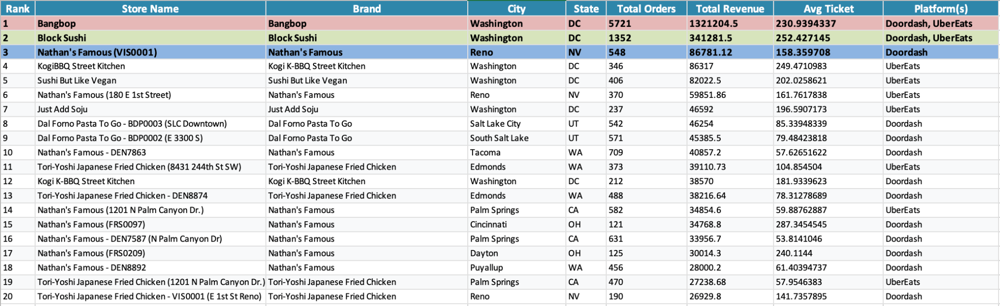 Rank Store Name Brand City State Total Orders Total Revenue Avg Ticket Platform(s)
1 Bangbop Bangbop Washington DC 5721 1321204.5 230.9394337 Doordash, UberEats
2 Block Sushi Block Sushi Washington DC 1352 341281.5 252.427145 Doordash, UberEats
3 Nathan's Famous (VIS0001) Nathan's Famous Reno NV 548 86781.12 158.359708 Doordash
4 KogiBBQ Street Kitchen Kogi K-BBQ Street Kitchen Washington DC 346 86317 249.4710983 UberEats
5 Sushi But Like Vegan Sushi But Like Vegan Washington DC 406 82022.5 202.0258621 UberEats
6 Nathan's Famous (180 E 1st Street) Nathan's Famous Reno NV 370 59851.86 161.7617838 UberEats
7 Just Add Soju Just Add Soju Washington DC 237 46592 196.5907173 UberEats
8 Dal Forno Pasta To Go - BDP0003 (SLC Downtown) Dal Forno Pasta To Go Salt Lake City UT 542 46254 85.33948339 Doordash
9 Dal Forno Pasta To Go - BDP0002 (E 3300 S) Dal Forno Pasta To Go South Salt Lake UT 571 45385.5 79.48423818 Doordash
10 Nathan's Famous - DEN7863 Nathan's Famous Tacoma WA 709 40857.2 57.62651622 Doordash
11 Tori-Yoshi Japanese Fried Chicken (8431 244th St SW) Tori-Yoshi Japanese Fried Chicken Edmonds WA 373 39110.73 104.854504 UberEats
12 Kogi K-BBQ Street Kitchen Kogi K-BBQ Street Kitchen Washington DC 212 38570 181.9339623 Doordash
13 Tori-Yoshi Japanese Fried Chicken - DEN8874 Tori-Yoshi Japanese Fried Chicken Edmonds WA 488 38216.64 78.31278689 Doordash
14 Nathan's Famous (1201 N Palm Canyon Dr.) Nathan's Famous Palm Springs CA 582 34854.6 59.88762887 UberEats
15 Nathan's Famous (FRS0097) Nathan's Famous Cincinnati OH 121 34768.8 287.3454545 Doordash
16 Nathan's Famous - DEN7587 (N Palm Canyon Dr) Nathan's Famous Palm Springs CA 631 33956.7 53.8141046 Doordash
17 Nathan's Famous (FRS0209) Nathan's Famous Dayton OH 125 30014.3 240.1144 Doordash
18 Nathan's Famous - DEN8892 Nathan's Famous Puyallup WA 456 28000.2 61.40394737 Doordash
19 Tori-Yoshi Japanese Fried Chicken (1201 N Palm Canyon Dr.) Tori-Yoshi Japanese Fried Chicken Palm Springs CA 470 27238.68 57.9546383 UberEats
20 Tori-Yoshi Japanese Fried Chicken - VIS0001 (E 1st St Reno) Tori-Yoshi Japanese Fried Chicken Reno NV 190 26929.8 141.7357895 Doordash